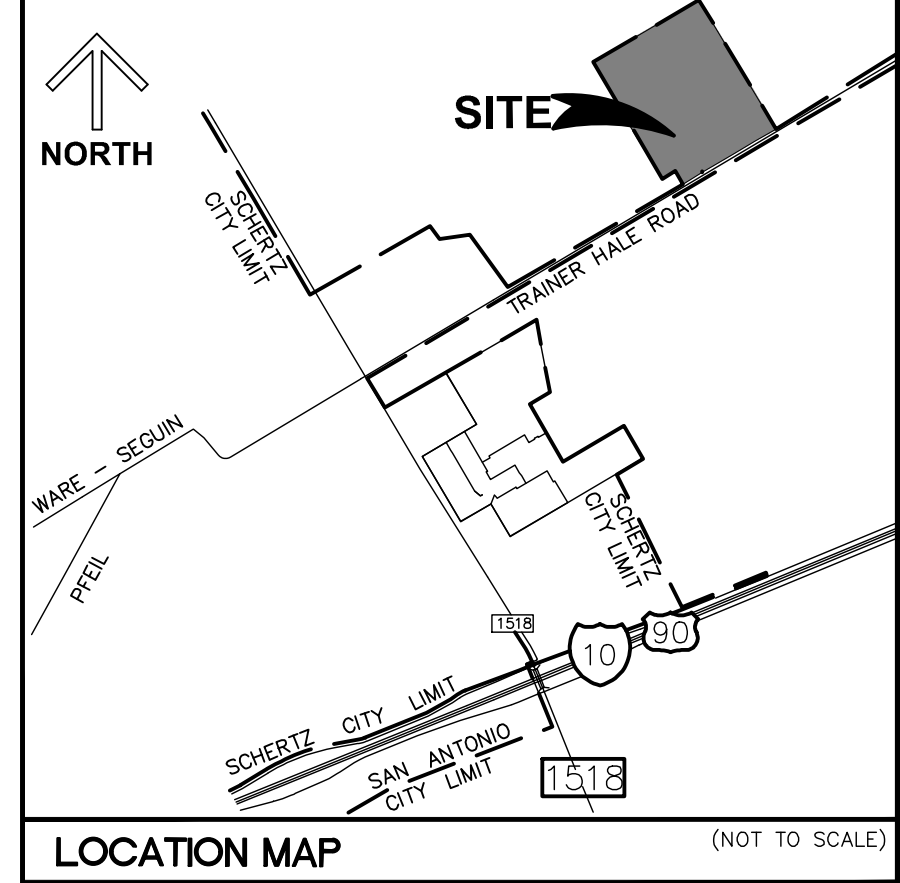 NORTH
SITE
SCHERTZ
CITY LIMIT
TRAINER HALE ROAD
WARE - SEGUIN
PFEIL
SCHERTZ
CITY LIMIT
1518
10
90
SCHERTZ CITY LIMIT
SAN ANTONIO
CITY LIMIT
1518
LOCATION MAP
(NOT TO SCALE)